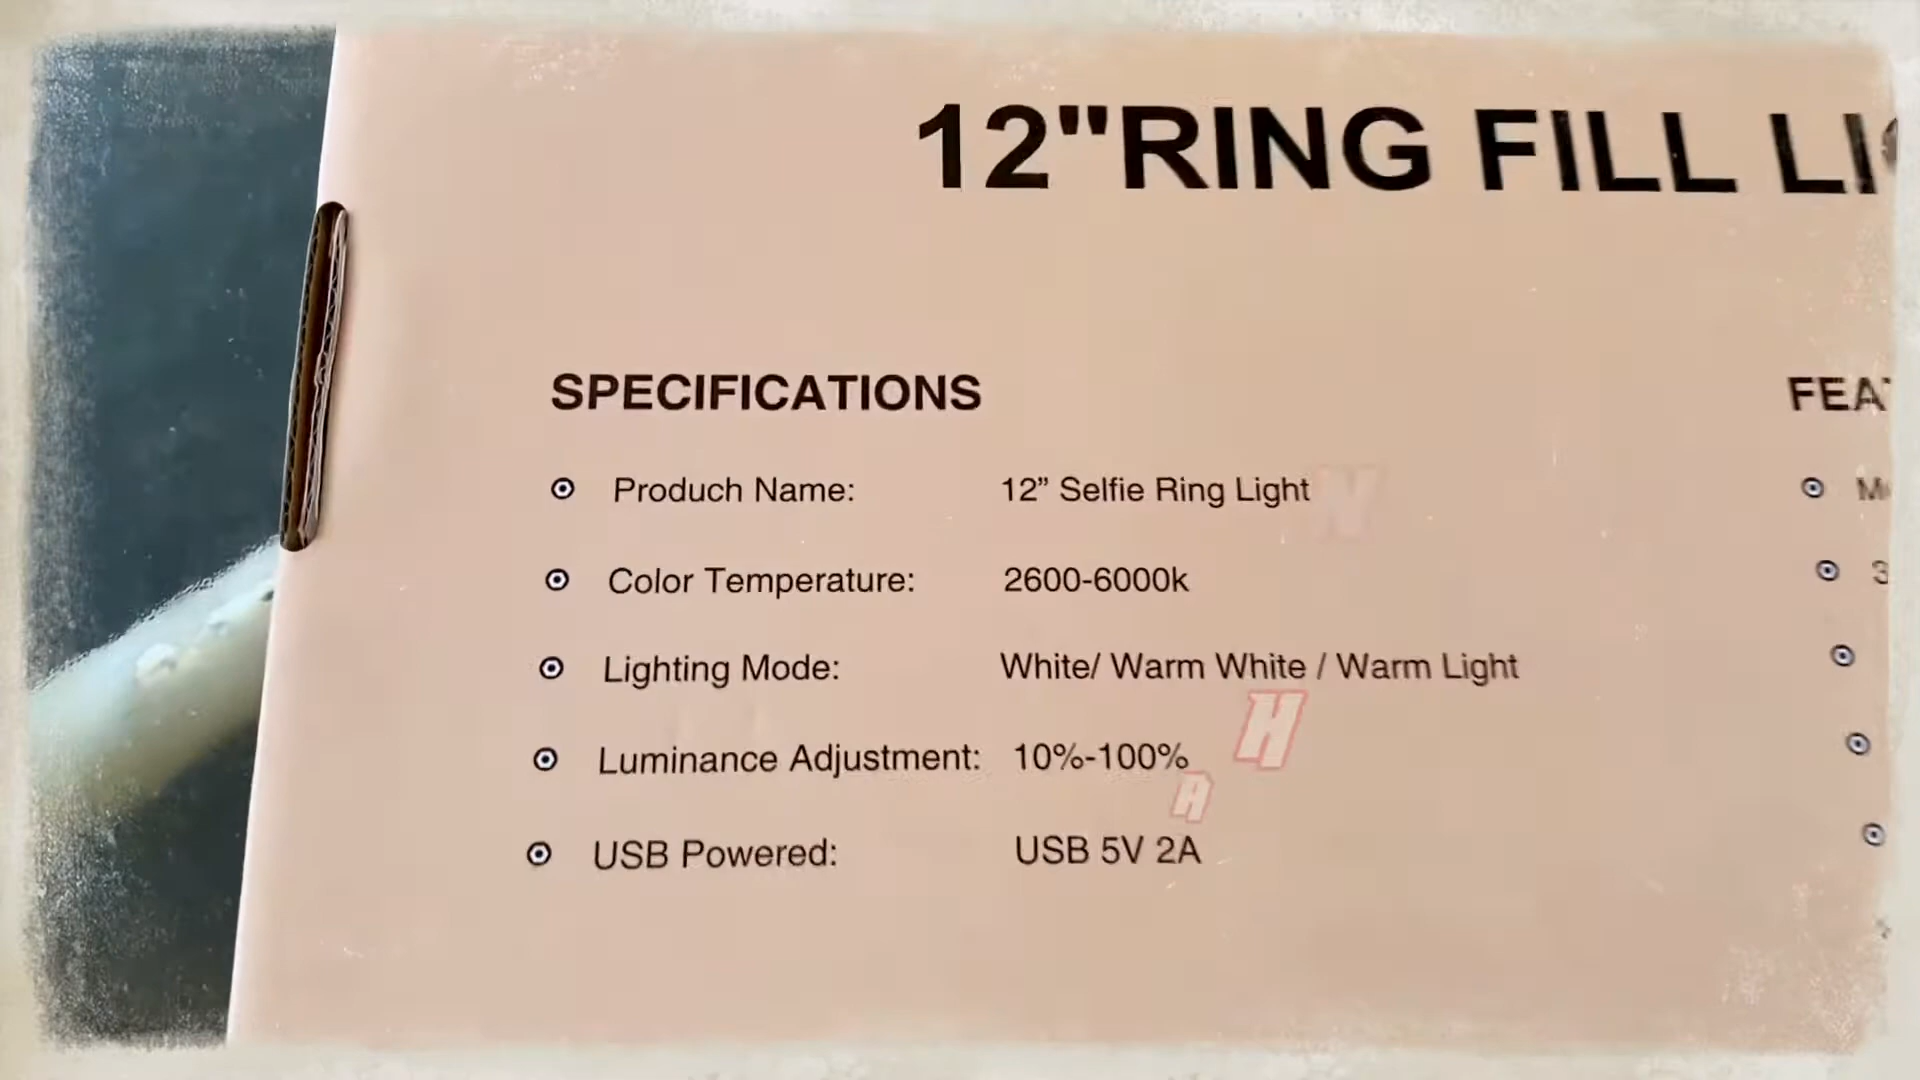 12"RING FILL
SPECIFICATIONS
Produch Name: 12” Selfie Ring Light
Color Temperature: 2600-6000k
Lighting Mode: White/ Warm White / Warm Light
Luminance Adjustment: 10%-100%
USB Powered: USB 5V 2A
H
A